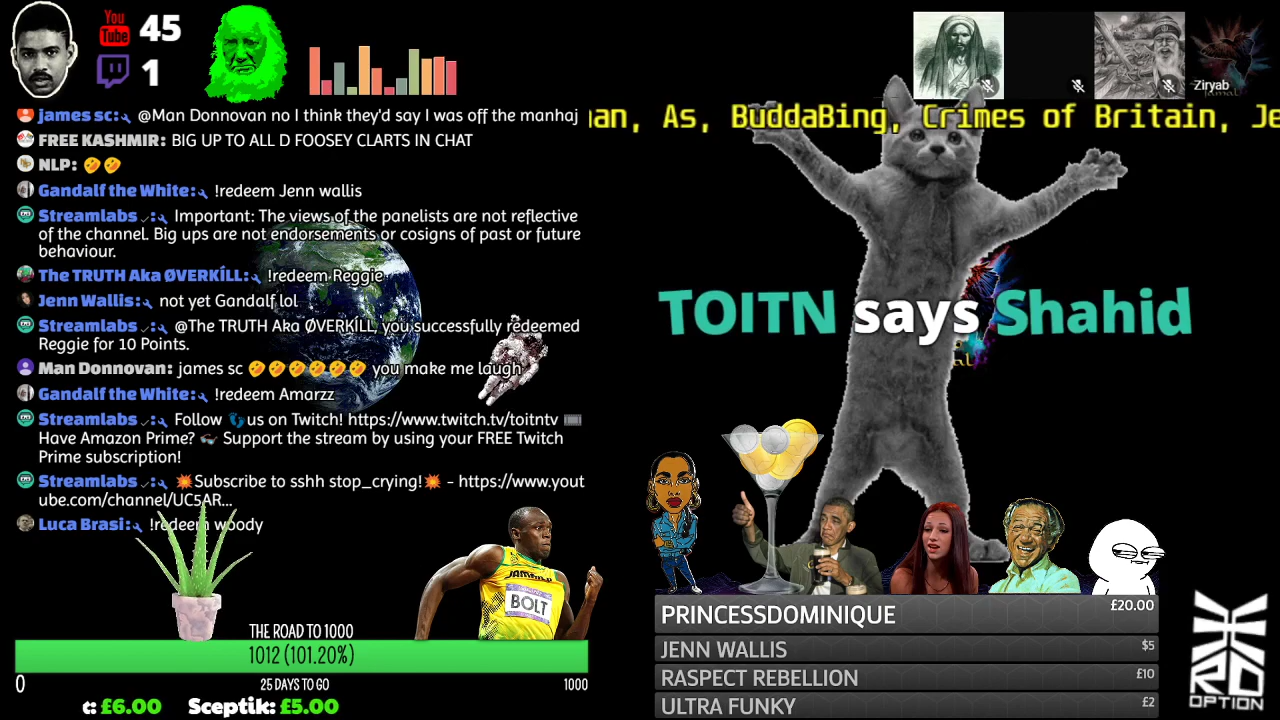 You
Tube 45
1
james sc: @Man Donnovan no I think they'd say I was off the manhaj
FREE KASHMIR: BIG UP TO ALL D FOOSEY CLARTS IN CHAT
NLP: 🤣🤣
Gandalf the White: !redeem Jenn wallis
Streamlabs ✓: Important: The views of the panelists are not reflective
of the channel. Big ups are not endorsements or cosigns of past or future
behaviour.
The TRUTH Aka ØVERKÍLL: !redeem Reggie
Jenn Wallis: not yet Gandalf lol
Streamlabs ✓: @The TRUTH Aka ØVERKÍLL, you successfully redeemed
Reggie for 10 Points.
Man Donnovan: james sc 🤣🤣🤣🤣🤣🤣 you make me laugh
Gandalf the White: !redeem Amarzz
Streamlabs ✓: Follow 👣us on Twitch! https://www.twitch.tv/toitntv 🎞
Have Amazon Prime? 🕶 Support the stream by using your FREE Twitch
Prime subscription!
Streamlabs ✓: 💥Subscribe to sshh stop_crying!💥 - https://www.yout
ube.com/channel/UC5AR...
Luca Brasi: !redeem woody
BOLT
THE ROAD TO 1000
1012 (101.20%)
0
25 DAYS TO GO
1000
c: £6.00 Sceptik: £5.00
Ziryab
an, As, BuddaBing, Crimes of Britain, Je
TOITN says Shahid
PRINCESSDOMINIQUE £20.00
JENN WALLIS $5
RASPECT REBELLION £10
ULTRA FUNKY £2
OPTION